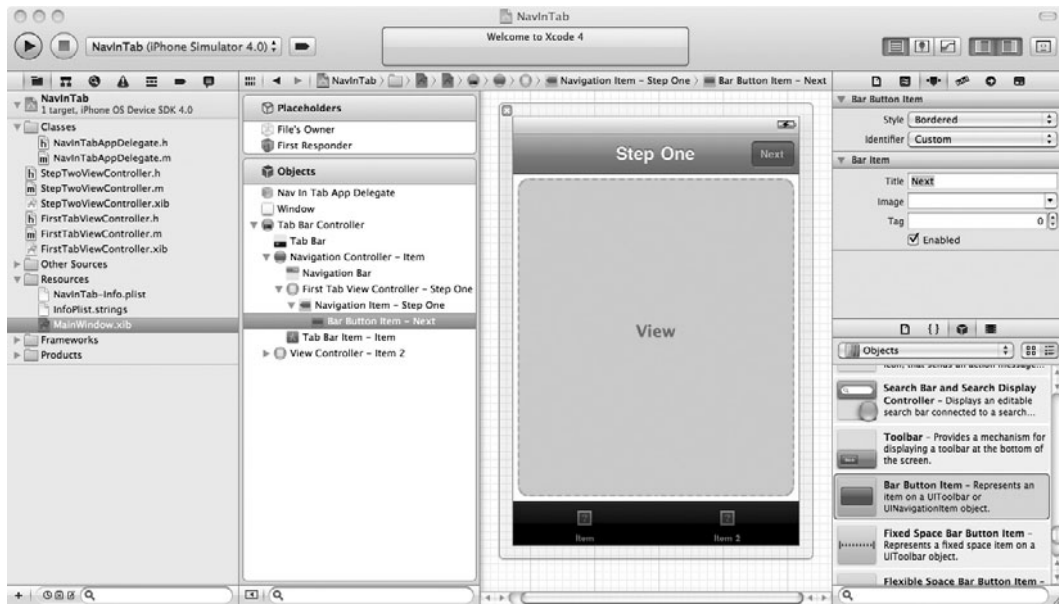 NavInTab
NavInTab (iPhone Simulator 4.0)
Welcome to Xcode 4
NavInTab
1 target, iPhone OS Device SDK 4.0
Classes
h NavInTabAppDelegate.h
m NavInTabAppDelegate.m
h StepTwoViewController.h
m StepTwoViewController.m
StepTwoViewController.xib
h FirstTabViewController.h
m FirstTabViewController.m
FirstTabViewController.xib
Other Sources
Resources
NavInTab-Info.plist
InfoPlist.strings
MainWindow.xib
Frameworks
Products
NavInTab
Navigation Item - Step One
Bar Button Item - Next
Placeholders
File's Owner
First Responder
Objects
Nav In Tab App Delegate
Window
Tab Bar Controller
Tab Bar
Navigation Controller - Item
Navigation Bar
First Tab View Controller - Step One
Navigation Item - Step One
Bar Button Item - Next
Tab Bar Item - Item
View Controller - Item 2
Step One
Next
View
Item
Item 2
Bar Button Item
Style Bordered
Identifier Custom
Bar Item
Title Next
Image
Tag 0
Enabled
{ }
Objects
icon, that sends an action message...
Search Bar and Search Display
Controller - Displays an editable
search bar connected to a search...
Toolbar - Provides a mechanism for
displaying a toolbar at the bottom of
the screen.
Bar Button Item - Represents an
item on a UIToolbar or
UINavigationItem object.
Fixed Space Bar Button Item -
Represents a fixed space item on a
UIToolbar object.
Flexible Space Bar Button Item -